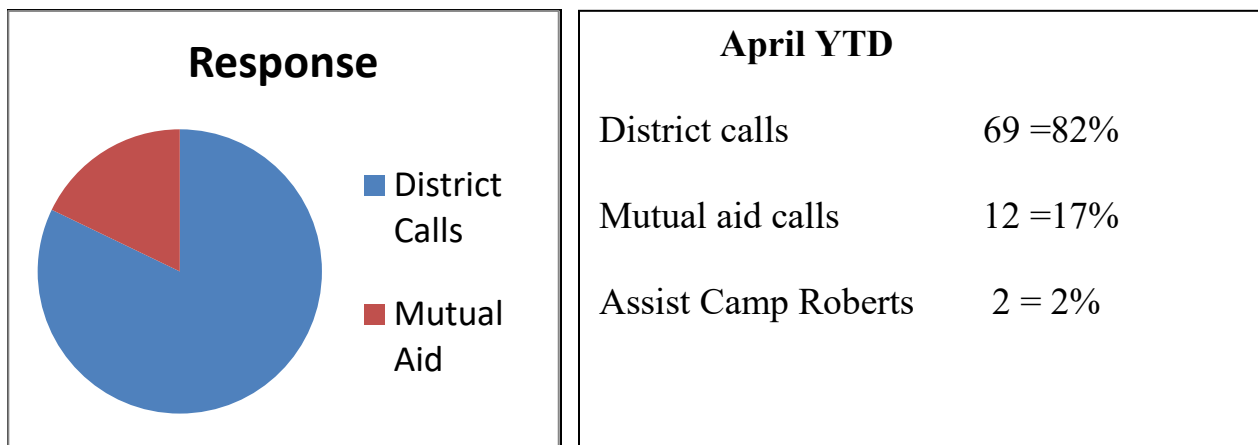 Response
District
Calls
Mutual
Aid
April YTD
District calls 69 =82%
Mutual aid calls 12 =17%
Assist Camp Roberts 2 = 2%